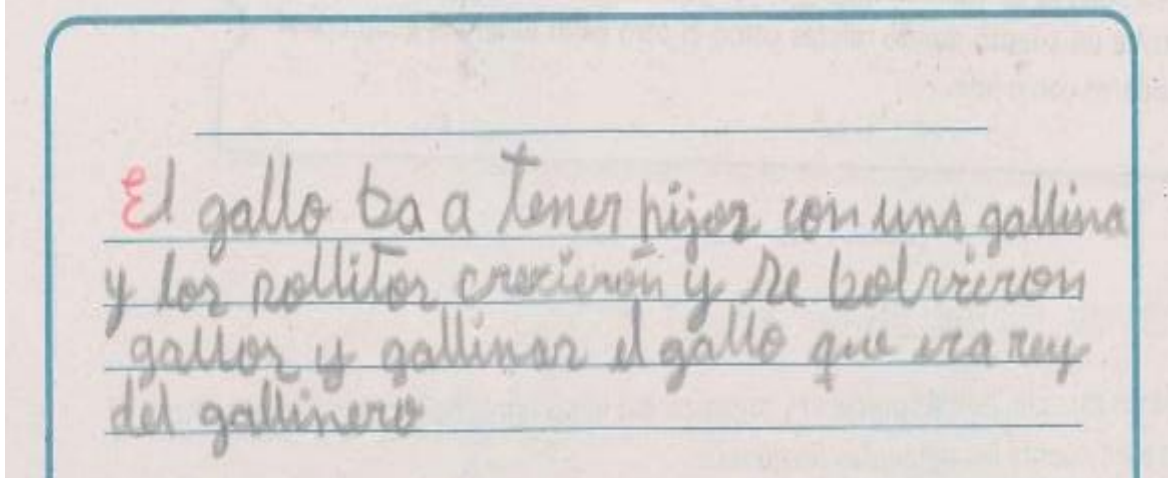 El gallo ba a tener hijos con una gallina
y los pollitos crecieron y se bolvieron
gallos y gallinas el gallo que era rey
del gallinero